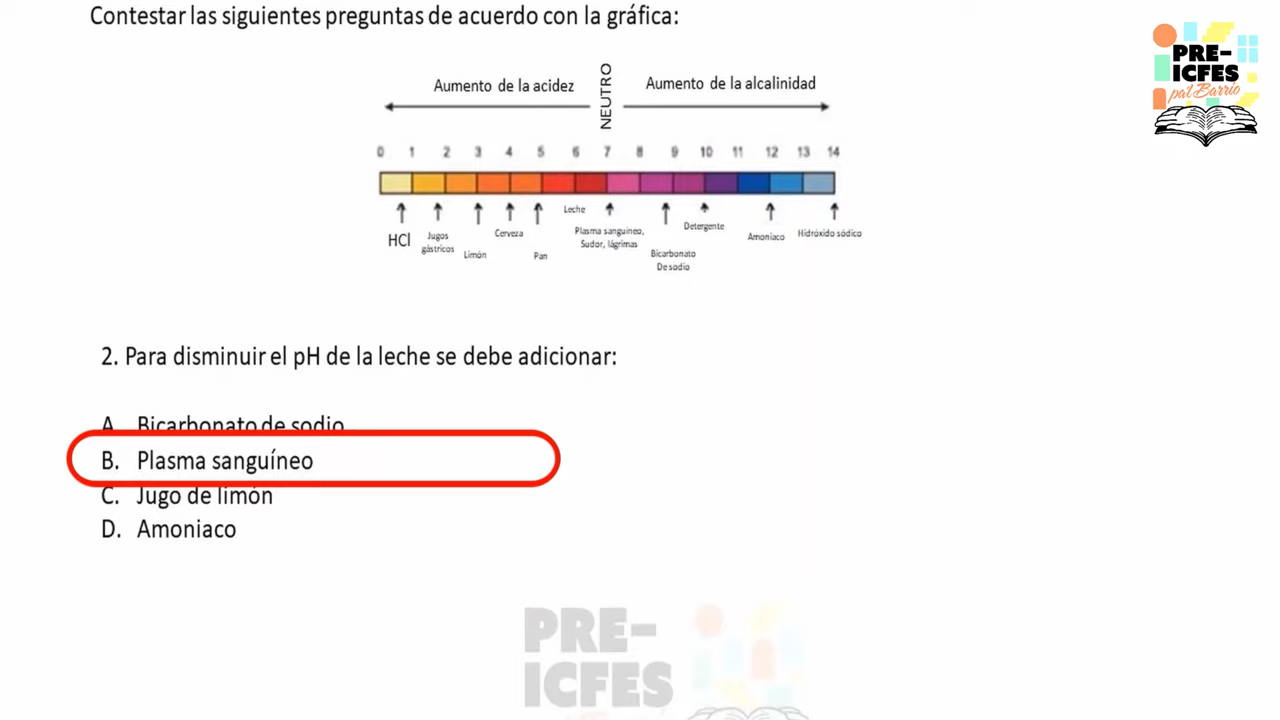 Contestar las siguientes preguntas de acuerdo con la gráfica:
PRE-
ICFES
pal Barrio
Aumento de la acidez
NEUTRO
Aumento de la alcalinidad
0 1 2 3 4 5 6 7 8 9 10 11 12 13 14
HCl
Jugos
gástricos
Limón
Cerveza
Pan
Leche
Plasma sanguineo,
Sudor, lágrimas
Bicarbonato
De sodio
Detergente
Amoniaco
Hidróxido sódico
2. Para disminuir el pH de la leche se debe adicionar:
A. Bicarbonato de sodio
B. Plasma sanguíneo
C. Jugo de limón
D. Amoniaco
PRE-
ICFES